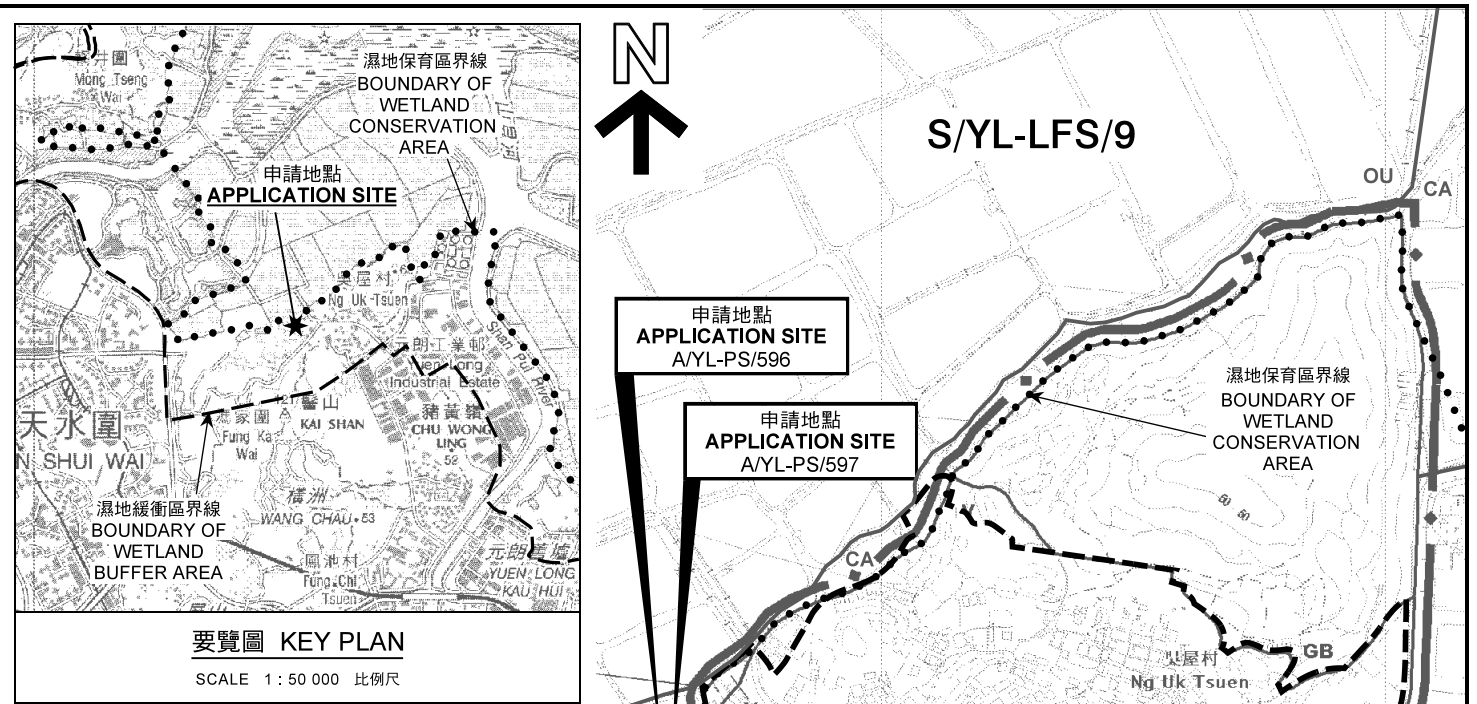 Mong Tseng
Wai
濕地保育區界線
BOUNDARY OF
WETLAND
CONSERVATION
AREA
申請地點
APPLICATION SITE
吳屋村
Ng Uk Tsuen
Shan Pui River
元朗工業邨
Yuen Long
Industrial Estate
天水圍
N SHUI WAI
Fung Ka
Wai
KAI SHAN
豬黃嶺
CHU WONG
LING
52
橫洲
WANG CHAU
53
濕地緩衝區界線
BOUNDARY OF
WETLAND
BUFFER AREA
鳳池村
Fung Chi
Tsuen
元朗舊墟
YUEN LONG
KAU HUI
要覽圖 KEY PLAN
SCALE 1 : 50 000 比例尺
N
S/YL-LFS/9
OU
CA
申請地點
APPLICATION SITE
A/YL-PS/596
申請地點
APPLICATION SITE
A/YL-PS/597
濕地保育區界線
BOUNDARY OF
WETLAND
CONSERVATION
AREA
50
50
V
CA
吳屋村
Ng Uk Tsuen
GB